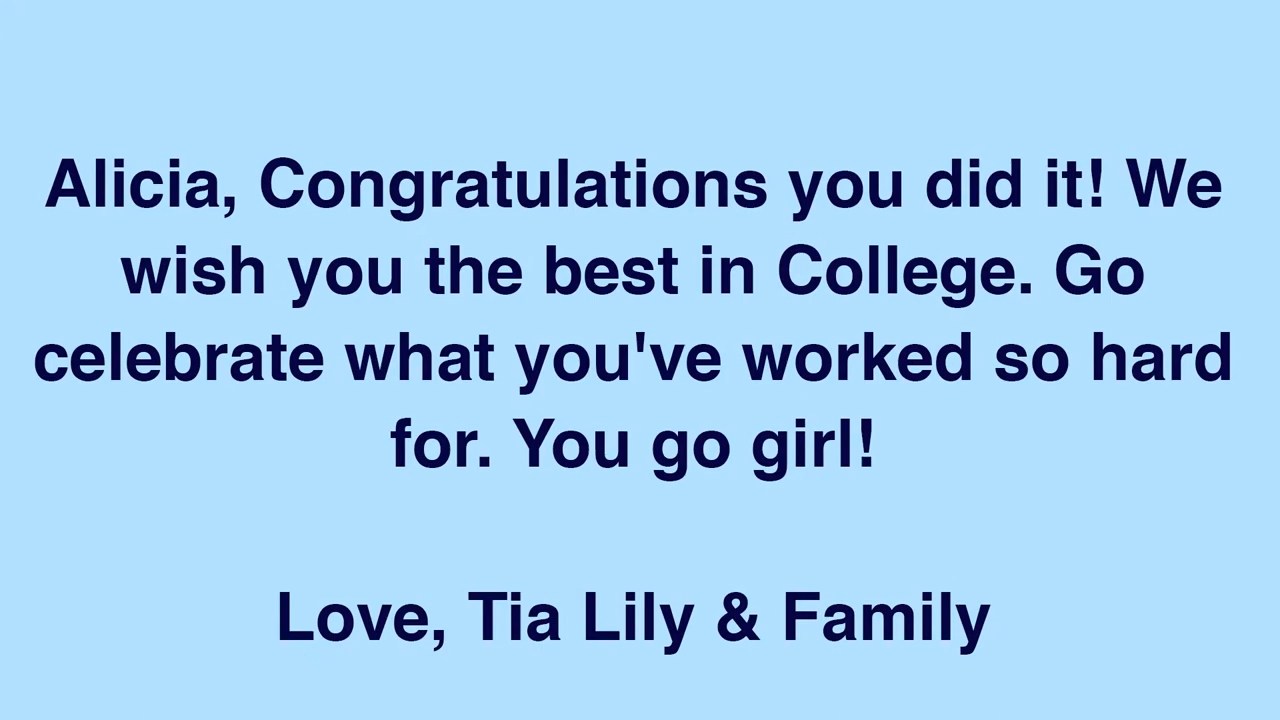 Alicia, Congratulations you did it! We
wish you the best in College. Go
celebrate what you've worked so hard
for. You go girl!
Love, Tia Lily & Family